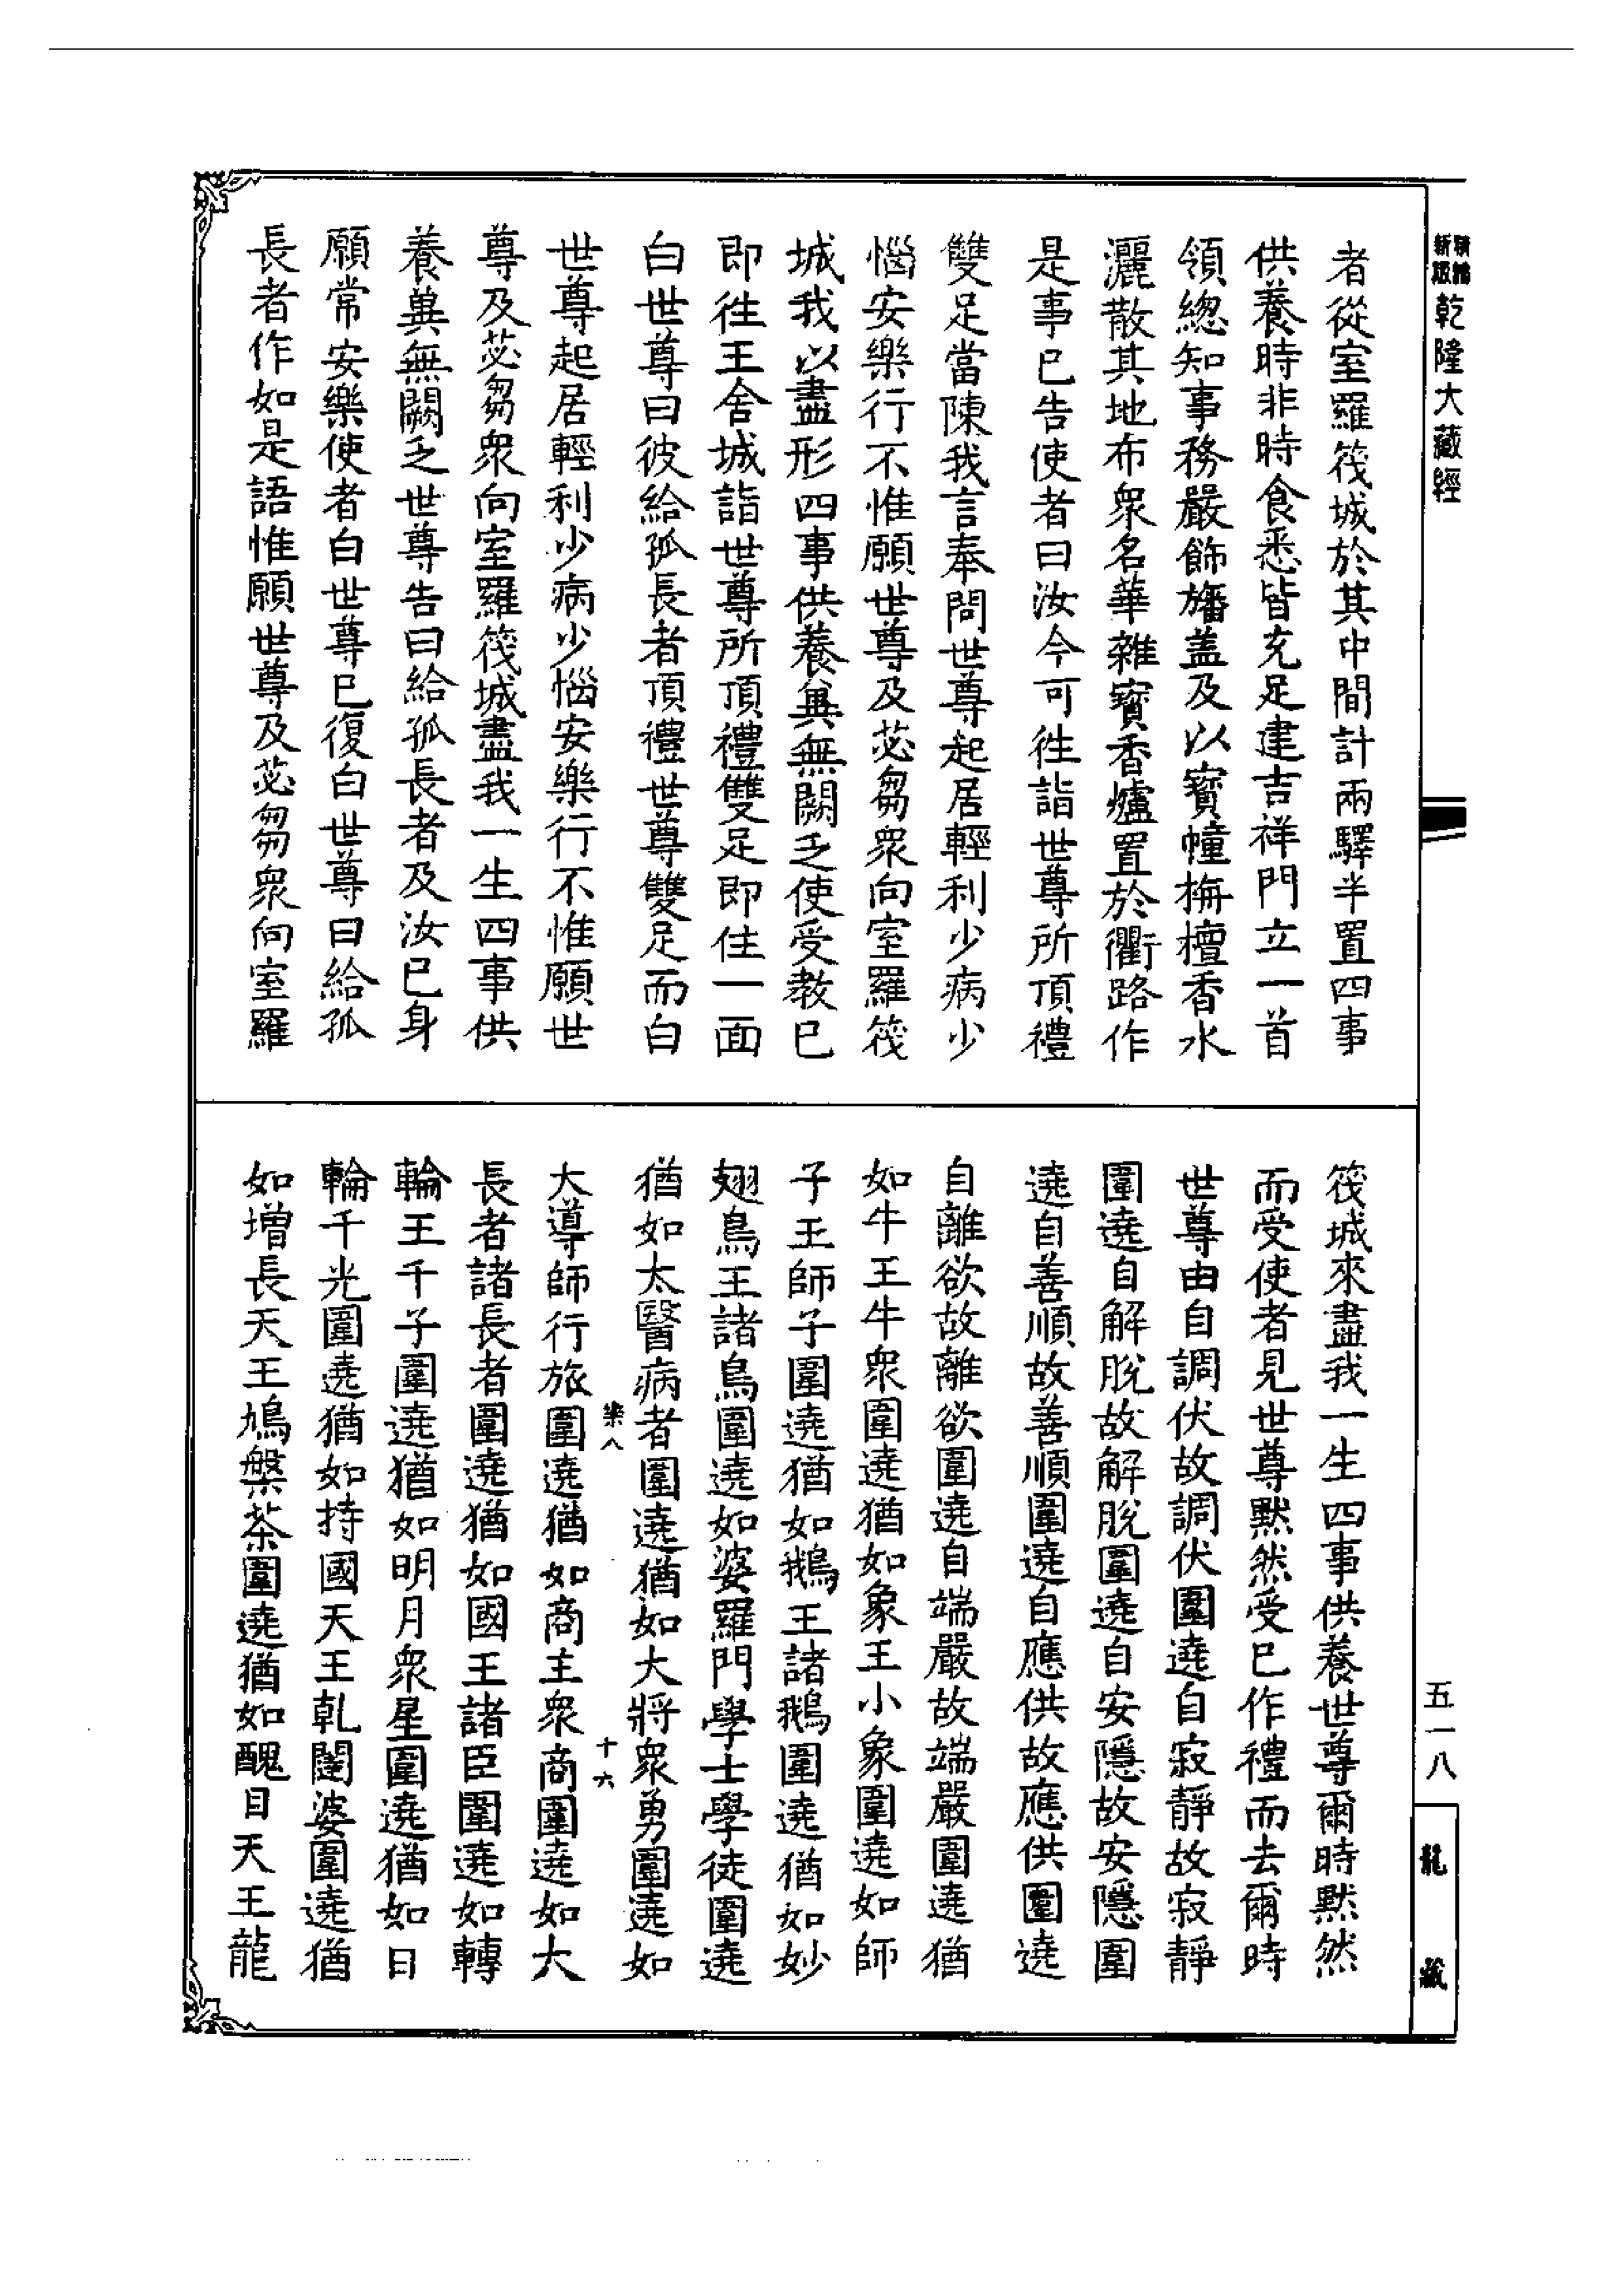 乾隆大藏經
者從室羅筏城於其中間計兩驛半置四事
供養時非時食悉皆充足建吉祥門立一首
領總知事務嚴飾旛盖及以寶幢栴檀香水
灑散其地布衆名華雜寶香爐置於衢路作
是事已告使者曰汝今可徃詣世尊所頂禮
雙足當陳我言奉問世尊起居輕利少病少
惱安樂行不惟願世尊及苾芻衆向室羅筏
城我以盡形四事供養兾無闕乏使受教已
即徃王舍城詣世尊所頂禮雙足即住一面
白世尊曰彼給孤長者頂禮世尊雙足而白
世尊起居輕利少病少惱安樂行不惟願世
尊及苾芻衆向室羅筏城盡我一生四事供
養兾無闕乏世尊告曰給孤長者及汝已身
願常安樂使者白世尊已復白世尊曰給孤
長者作如是語惟願世尊及苾芻衆向室羅
筏城來盡我一生四事供養世尊爾時默然
而受使者見世尊默然受已作禮而去爾時
世尊由自調伏故調伏圍遶自寂靜故寂靜
圍遶自解脫故解脫圍遶自安隱故安隱圍
遶自善順故善順圍遶自應供故應供圍遶
自離欲故離欲圍遶自端嚴故端嚴圍遶猶
如牛王牛衆圍遶猶如象王小象圍遶如師
子王師子圍遶猶如鵝王諸鵝圍遶猶如妙
翅鳥王諸鳥圍遶如婆羅門學士學徒圍遶
猶如太醫病者圍遶猶如大將衆勇圍遶如
樂八
十六
大導師行旅圍遶猶如商主衆商圍遶如大
長者諸長者圍遶猶如國王諸臣圍遶如轉
輪王千子圍遶猶如明月衆星圍遶猶如日
輪千光圍遶猶如持國天王乹闥婆圍遶猶
如增長天王鳩槃茶圍遶猶如醜目天王龍
五一八
龍藏